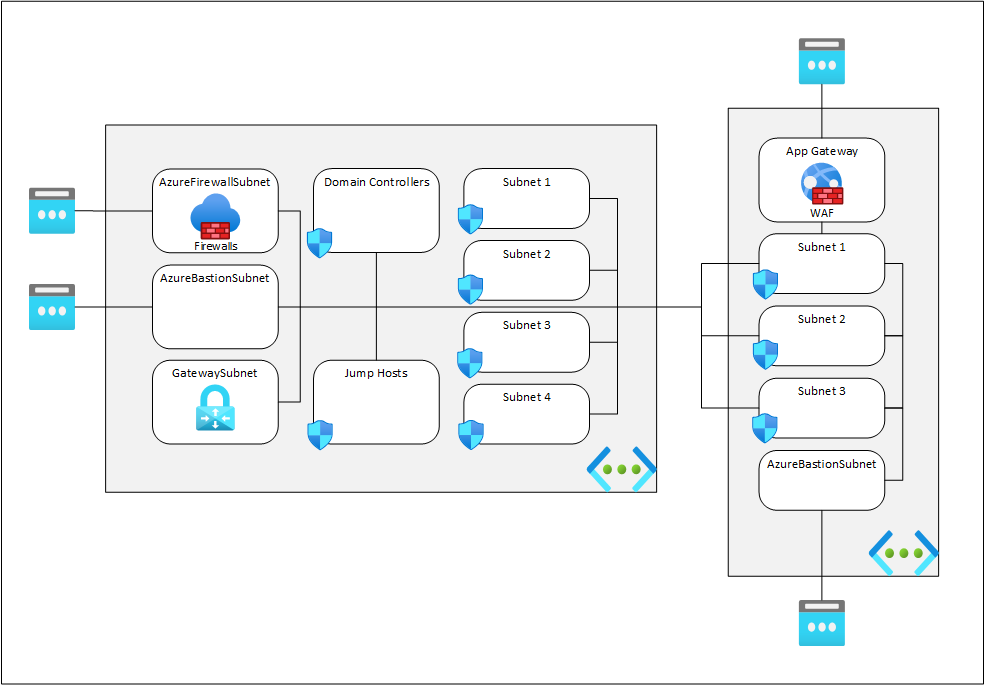 AzureFirewallSubnet
Firewalls
AzureBastionSubnet
GatewaySubnet
Domain Controllers
Jump Hosts
Subnet 1
Subnet 2
Subnet 3
Subnet 4
App Gateway
WAF
Subnet 1
Subnet 2
Subnet 3
AzureBastionSubnet